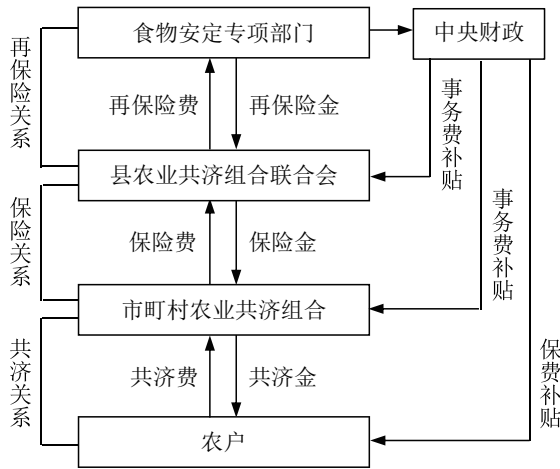 食物安定专项部门
中央财政
再保险关系
再保险费
再保险金
事务费补贴
县农业共济组合联合会
保险关系
保险费
保险金
事务费补贴
市町村农业共济组合
共济关系
共济费
共济金
保费补贴
农户